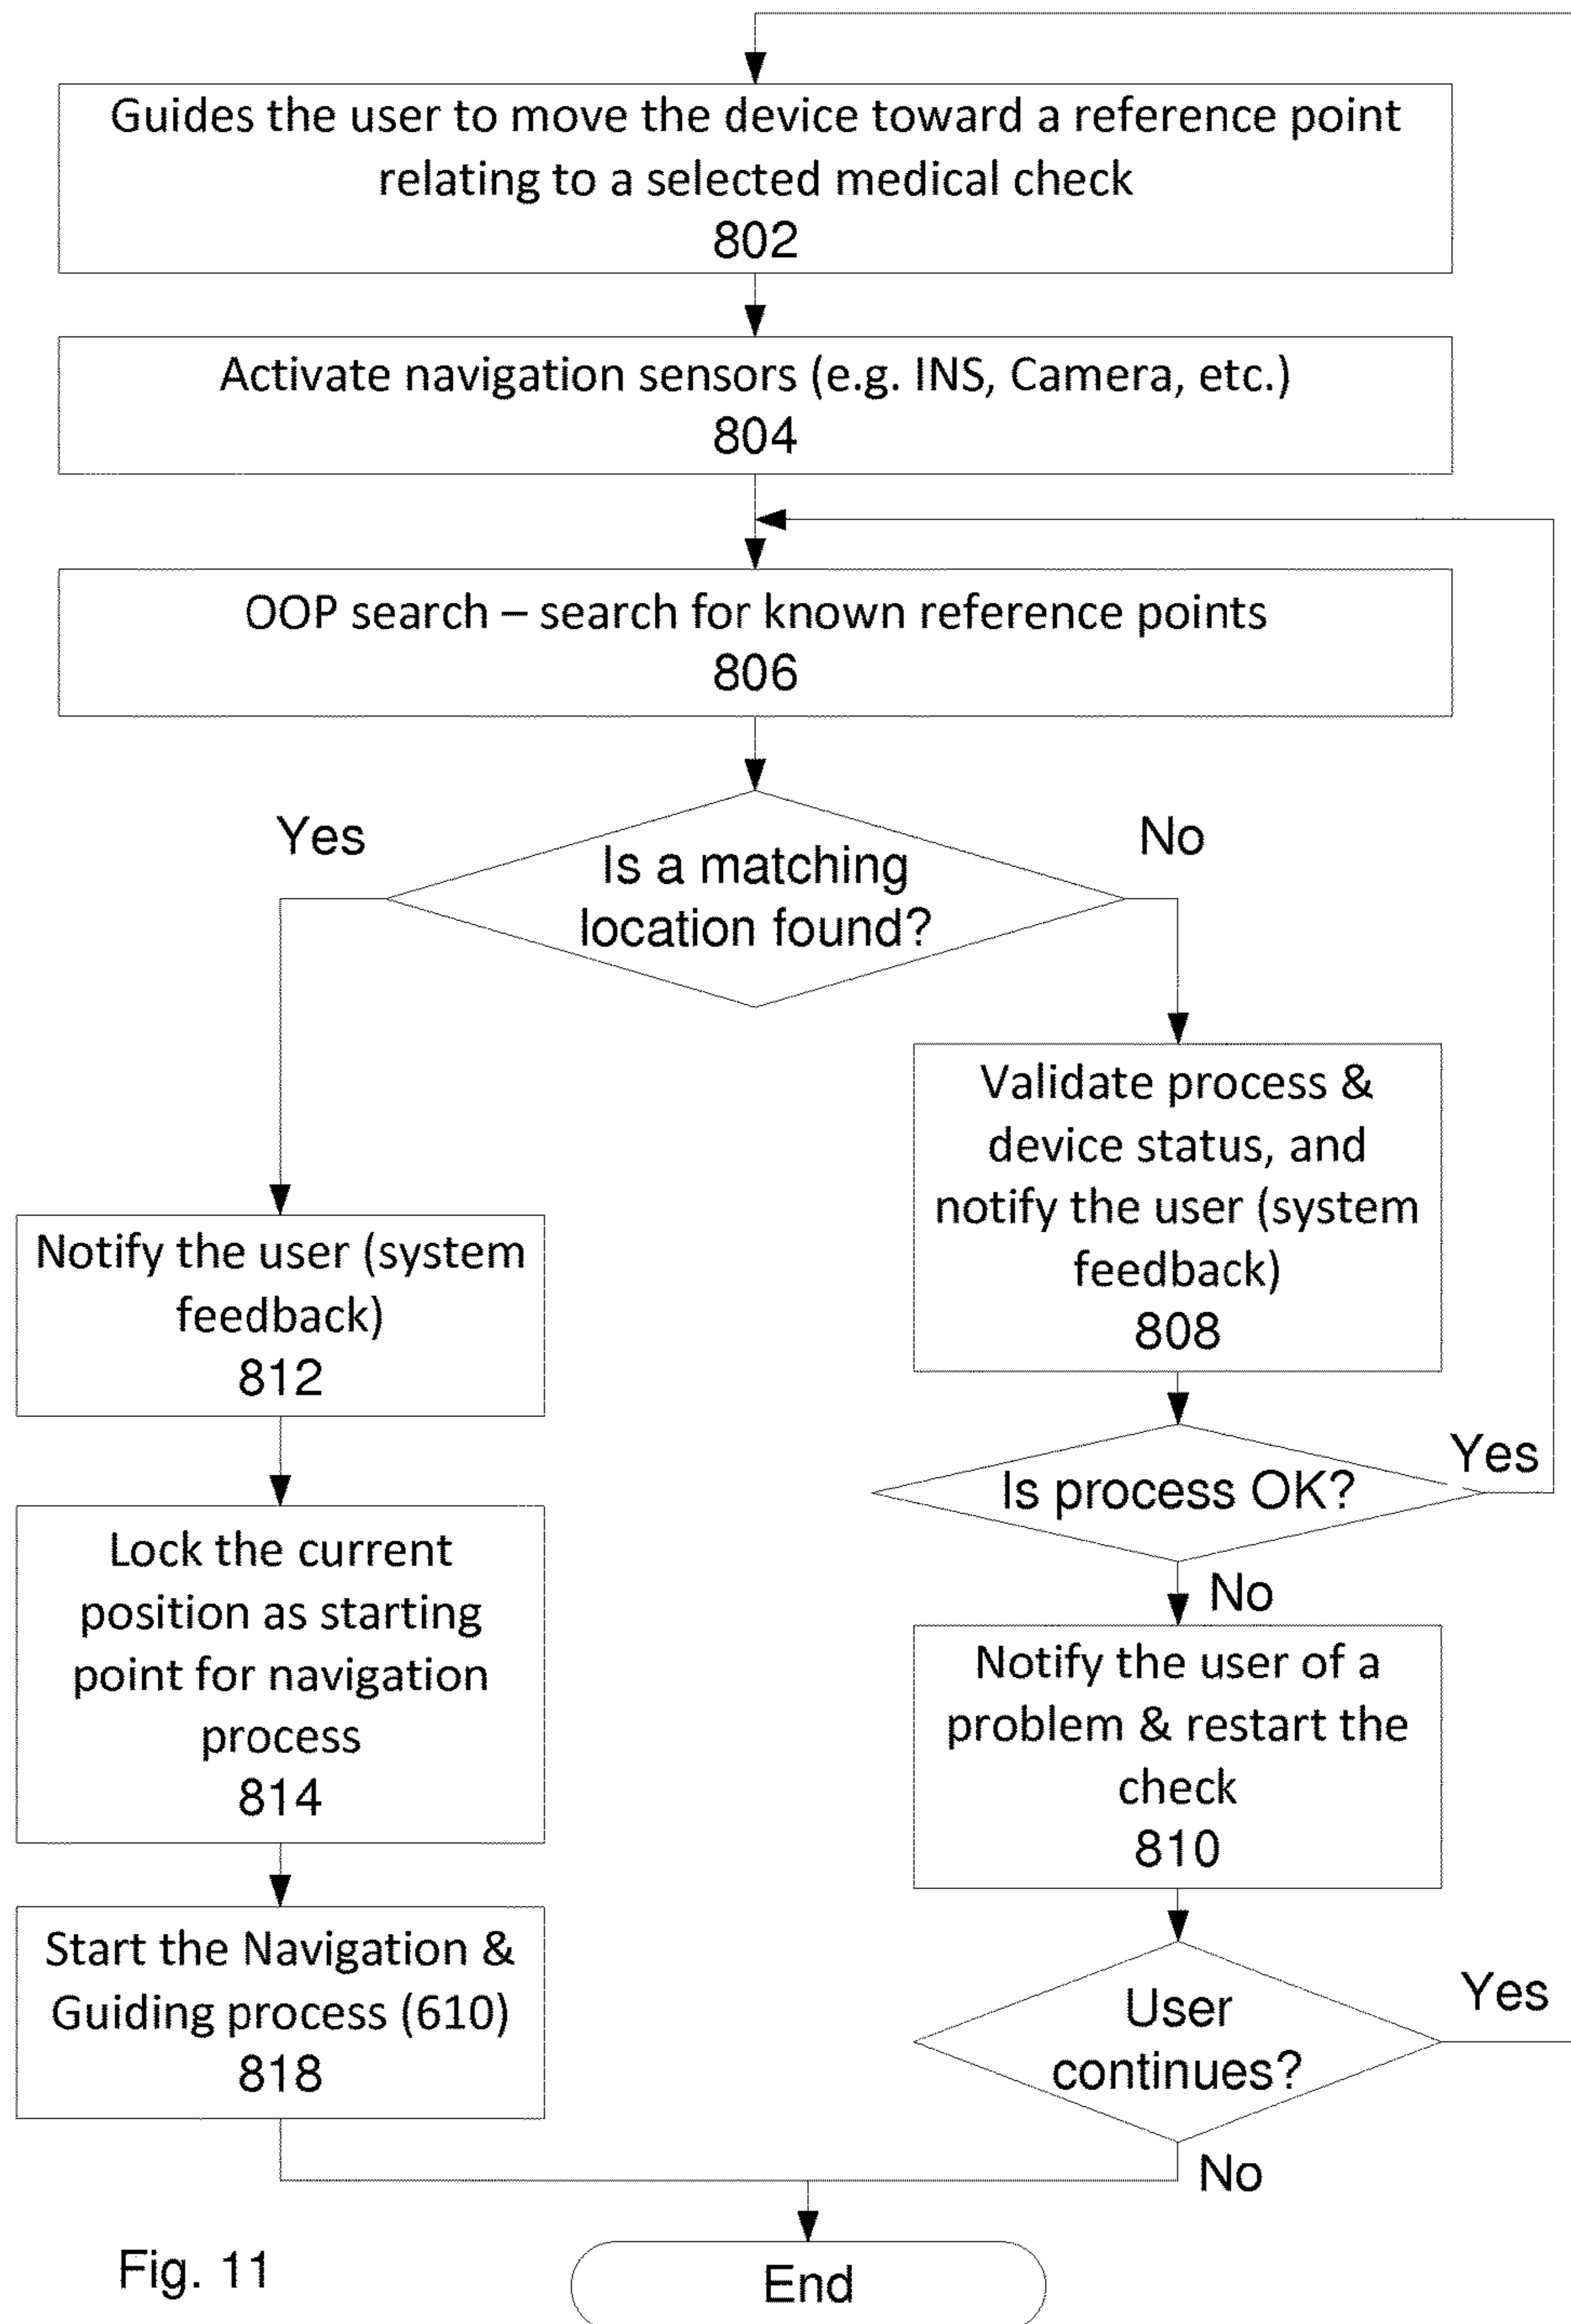 Guides the user to move the device toward a reference point
relating to a selected medical check
802
Activate navigation sensors (e.g. INS, Camera, etc.)
804
OOP search – search for known reference points
806
Yes
No
Is a matching
location found?
Validate process &
device status, and
notify the user (system
feedback)
808
Notify the user (system
feedback)
812
Is process OK?
Yes
No
Lock the current
position as starting
point for navigation
process
814
Notify the user of a
problem & restart the
check
810
Start the Navigation &
Guiding process (610)
818
User
continues?
Yes
No
Fig. 11
End